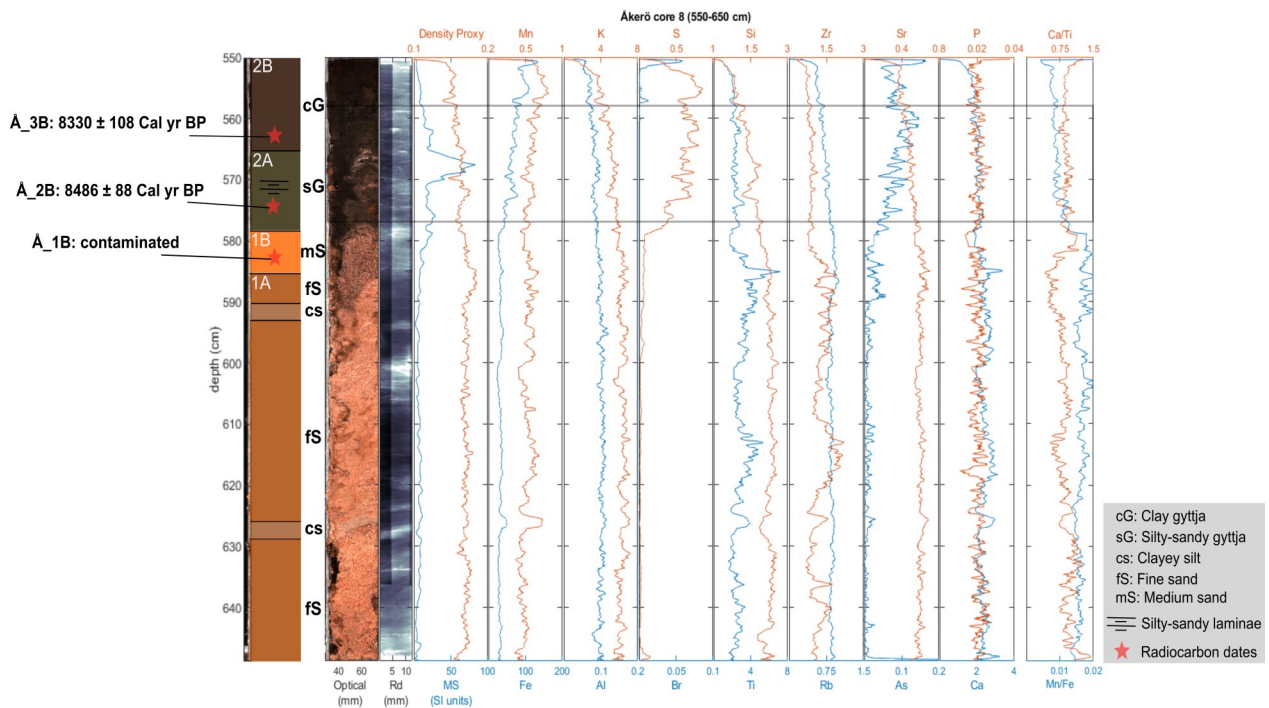 Åkerö core 8 (550-650 cm)
Density Proxy Mn K S Si Zr Sr P Ca/Ti
0.1 0.2 0.5 1 4 8 0.5 1 1.5 3 1.5 3 0.4 0.8 0.02 0.04 0.75 1.5
550
560
570
580
590
600
610
620
630
640
depth (cm)
2B
2A
1B
1A
Å_3B: 8330 ± 108 Cal yr BP
Å_2B: 8486 ± 88 Cal yr BP
Å_1B: contaminated
cG
sG
mS
fS
cs
fS
cs
fS
40 60 5 10 50 100 100 200 0.1 0.2 0.05 0.1 4 8 0.75 1.5 0.1 0.2 2 4 0.01 0.02
Optical Rd MS Fe Al Br Ti Rb As Ca Mn/Fe
(mm) (mm) (SI units)
cG: Clay gyttja
sG: Silty-sandy gyttja
cs: Clayey silt
fS: Fine sand
mS: Medium sand
Silty-sandy laminae
Radiocarbon dates